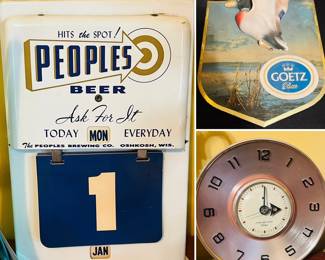 HITS the SPOT!
PEOPLES
BEER
Ask For It
TODAY MON EVERYDAY
The PEOPLES BREWING CO. OSHKOSH, WIS.
1
JAN
GOETZ
12
1
2
3
4
5
6
7
8
9
10
11